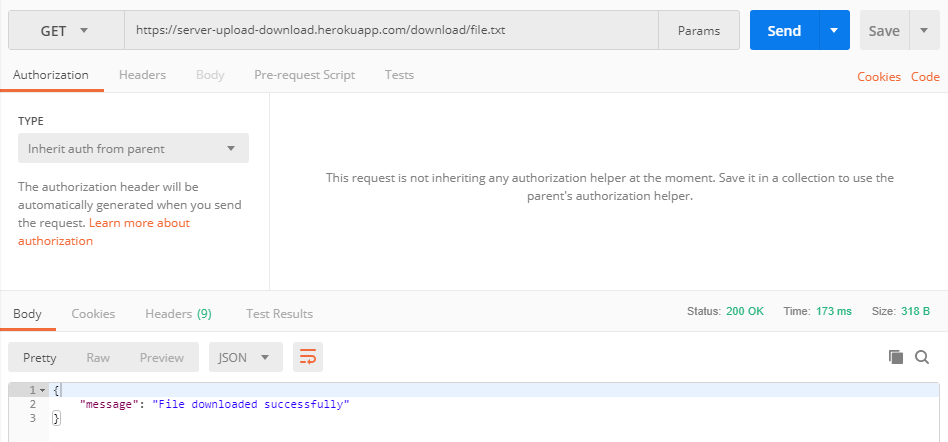 GET https://server-upload-download.herokuapp.com/download/file.txt Params Send Save
Authorization Headers Body Pre-request Script Tests Cookies Code
TYPE
Inherit auth from parent
The authorization header will be
automatically generated when you send
the request. Learn more about
authorization
This request is not inheriting any authorization helper at the moment. Save it in a collection to use the
parent's authorization helper.
Body Cookies Headers (9) Test Results Status: 200 OK Time: 173 ms Size: 318 B
Pretty Raw Preview JSON
1 {
2 "message": "File downloaded successfully"
3 }